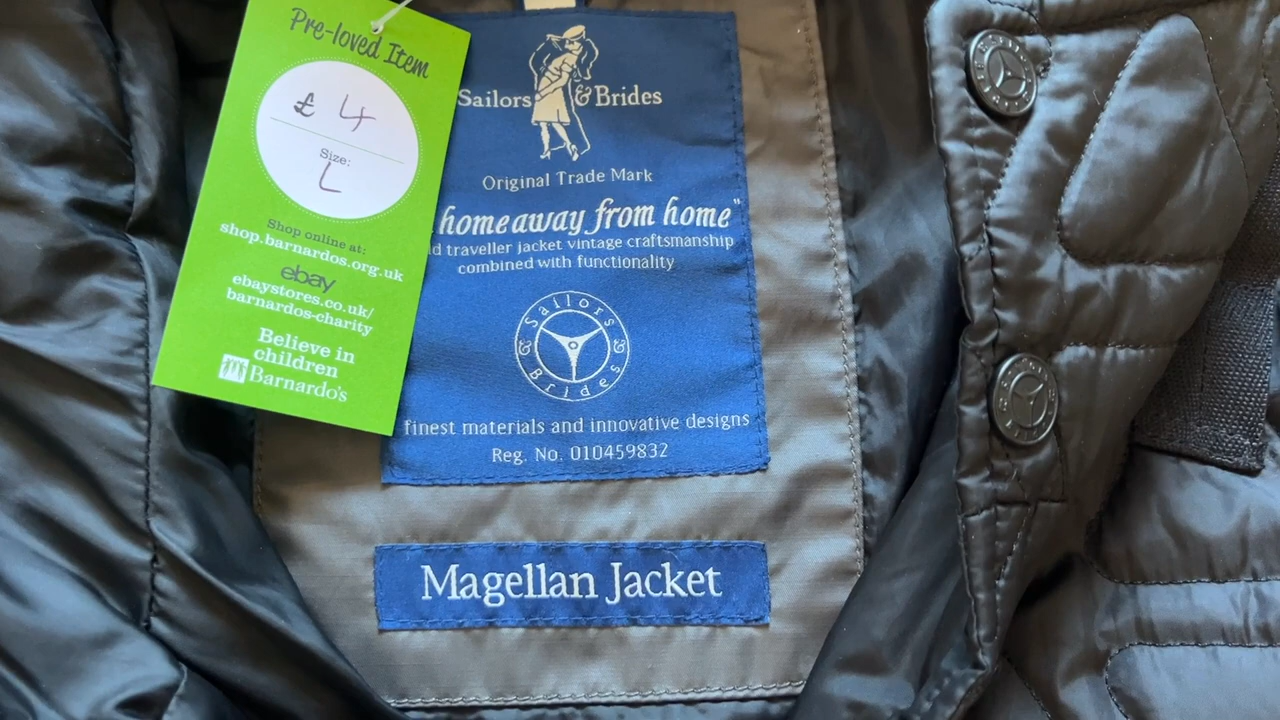 Pre-loved Item
£ 4
Size:
L
Shop online at:
shop.barnardos.org.uk
ebay
ebaystores.co.uk/
barnardos-charity
Believe in
children
Barnardo's
Sailors & Brides
Original Trade Mark
home away from home"
traveller jacket vintage craftsmanship
combined with functionality
Sailors & Brides &
finest materials and innovative designs
Reg. No. 010459832
Magellan Jacket